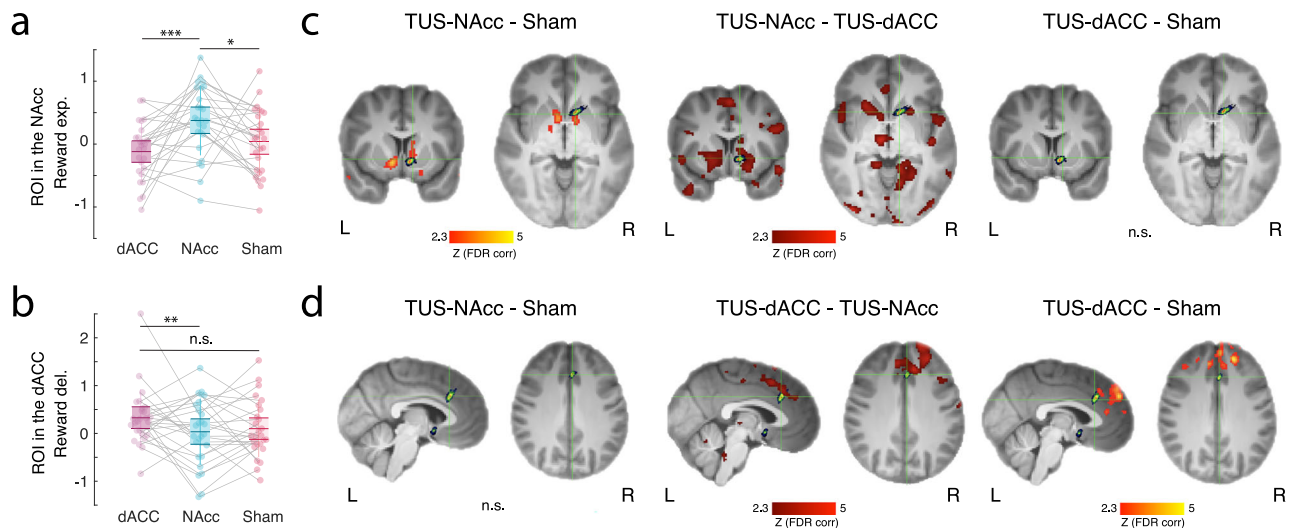 a
***
*
ROI in the NAcc
Reward exp.
1
0
-1
dACC NAcc Sham
b
**
n.s.
ROI in the dACC
Reward del.
2
1
0
-1
dACC NAcc Sham
c
TUS-NAcc - Sham
TUS-NAcc - TUS-dACC
TUS-dACC - Sham
L
2.3 5
Z (FDR corr)
R
L
2.3 5
Z (FDR corr)
R
L
n.s.
R
d
TUS-NAcc - Sham
TUS-dACC - TUS-NAcc
TUS-dACC - Sham
L
n.s.
R
L
2.3 5
Z (FDR corr)
R
L
2.3 5
Z (FDR corr)
R